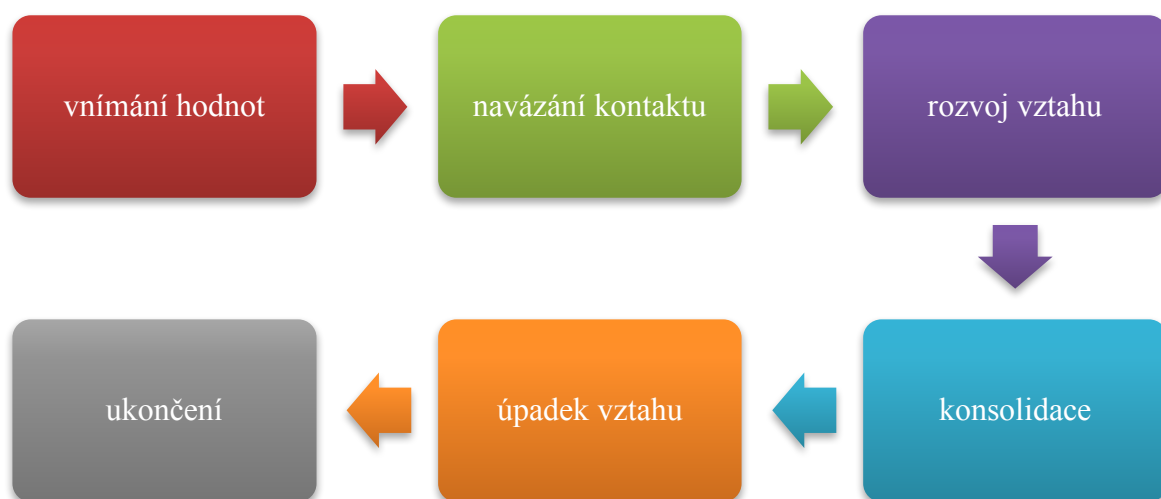 vnímání hodnot
navázání kontaktu
rozvoj vztahu
konsolidace
úpadek vztahu
ukončení